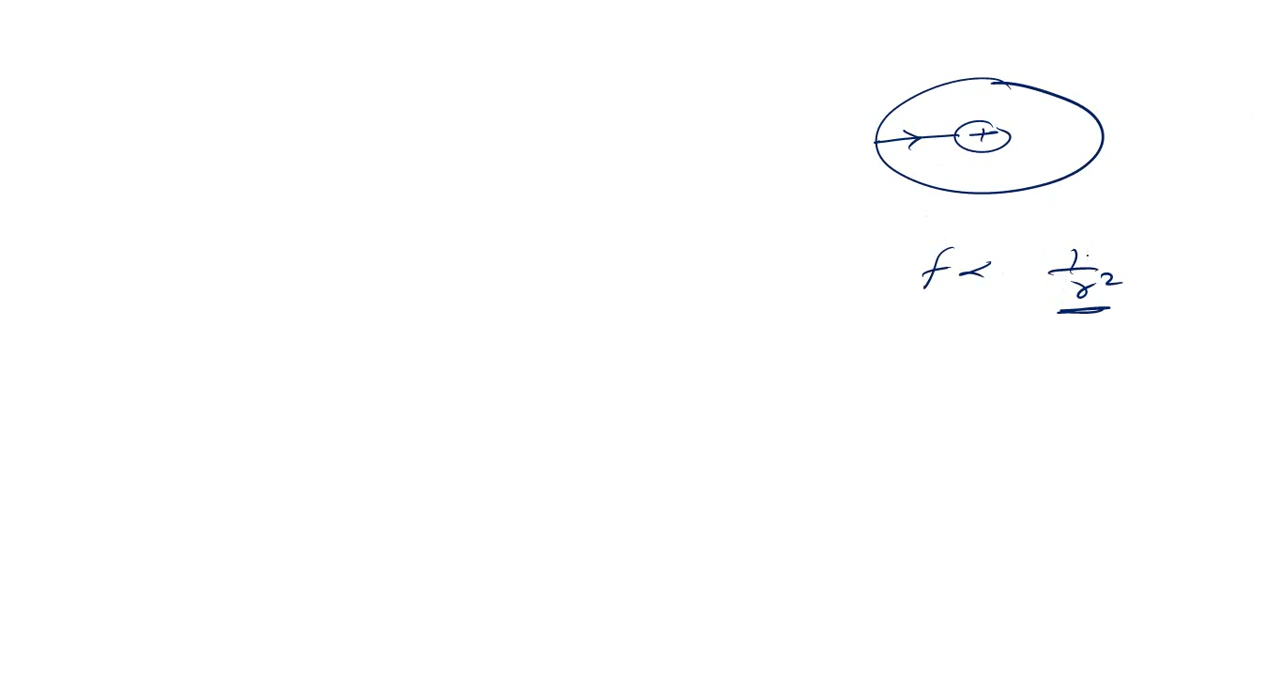 +
f ∝ 1/r²